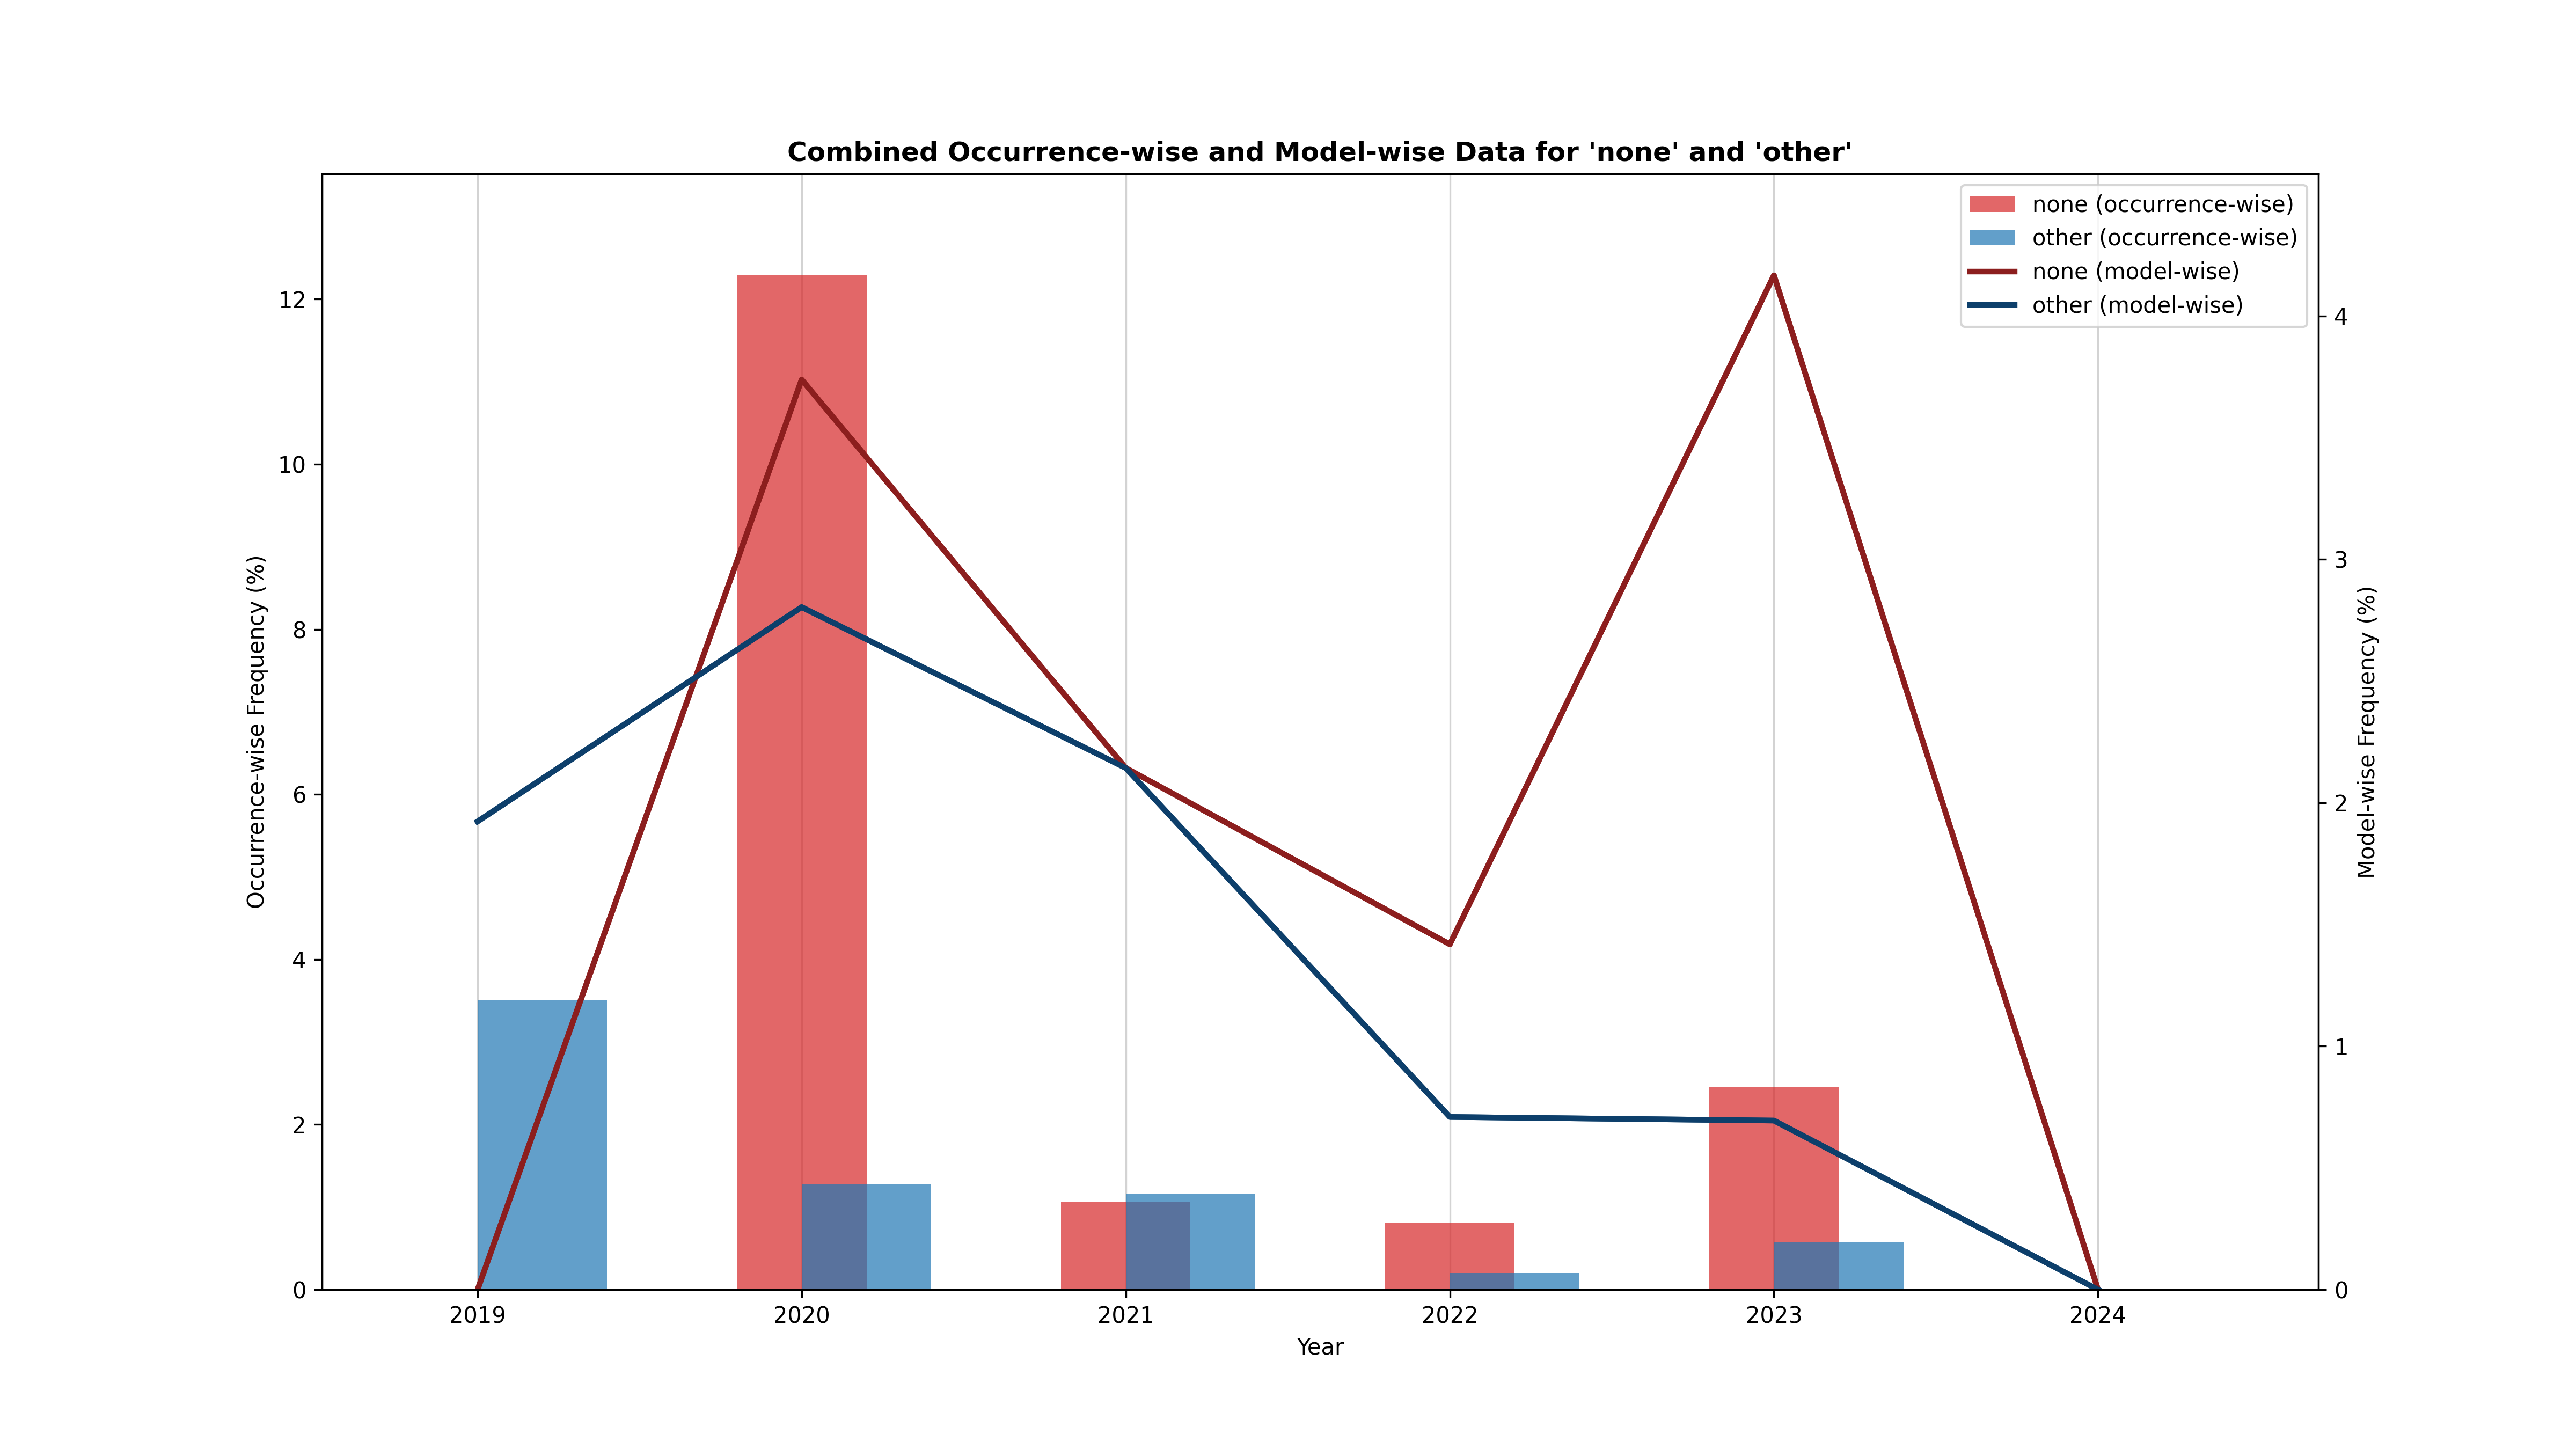 Combined Occurrence-wise and Model-wise Data for 'none' and 'other'
none (occurrence-wise)
other (occurrence-wise)
none (model-wise)
other (model-wise)
Occurrence-wise Frequency (%)
12
10
8
6
4
2
0
Model-wise Frequency (%)
4
3
2
1
0
2019 2020 2021 2022 2023 2024
Year